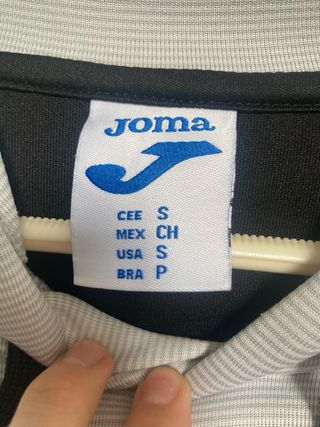 Joma
CEE S
MEX CH
USA S
BRA P